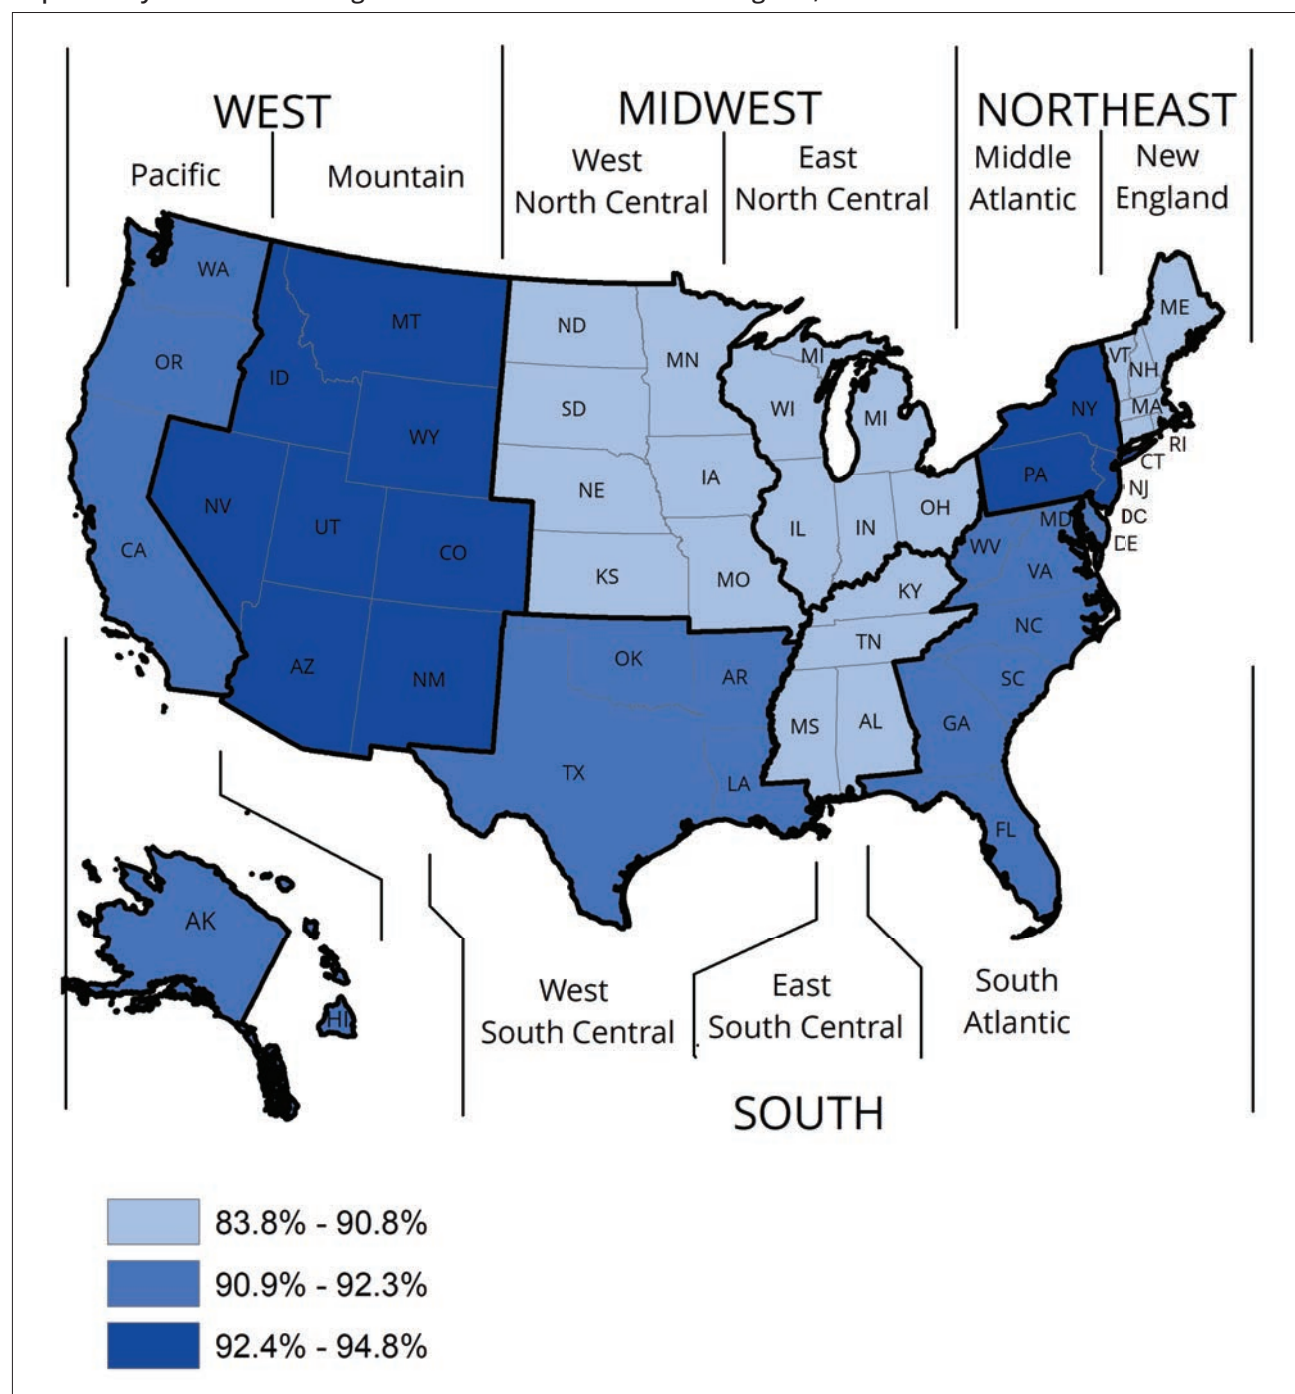 WEST
MIDWEST
NORTHEAST
Pacific
Mountain
West
North Central
East
North Central
Middle
Atlantic
New
England
WA
MT
ND
MN
ME
OR
ID
MI
VT
NH
WY
SD
WI
MI
NY
MA
RI
CT
NV
UT
CO
NE
IA
IL
IN
OH
PA
NJ
DC
DE
MD
WV
VA
CA
KS
MO
KY
AZ
NM
OK
AR
TN
NC
SC
TX
LA
MS
AL
GA
FL
AK
HI
West
South Central
East
South Central
South
Atlantic
SOUTH
83.8% - 90.8%
90.9% - 92.3%
92.4% - 94.8%